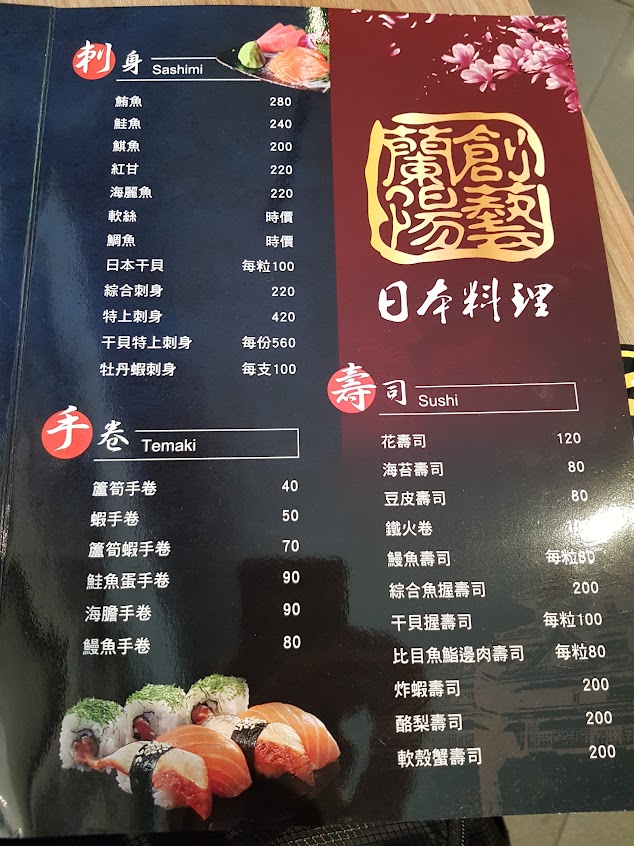 刺身 Sashimi
鮪魚 280
鮭魚 240
鯕魚 200
紅甘 220
海麗魚 220
軟絲 時價
鯛魚 時價
日本干貝 每粒100
綜合刺身 220
特上刺身 420
干貝特上刺身 每份560
牡丹蝦刺身 每支100
手卷 Temaki
蘆筍手卷 40
蝦手卷 50
蘆筍蝦手卷 70
鮭魚蛋手卷 90
海膽手卷 90
鰻魚手卷 80
蘭陽創藝
日本料理
壽司 Sushi
花壽司 120
海苔壽司 80
豆皮壽司 80
鐵火卷
鰻魚壽司 每粒80
綜合魚握壽司 200
干貝握壽司 每粒100
比目魚鮨邊肉壽司 每粒80
炸蝦壽司 200
酪梨壽司 200
軟殼蟹壽司 200